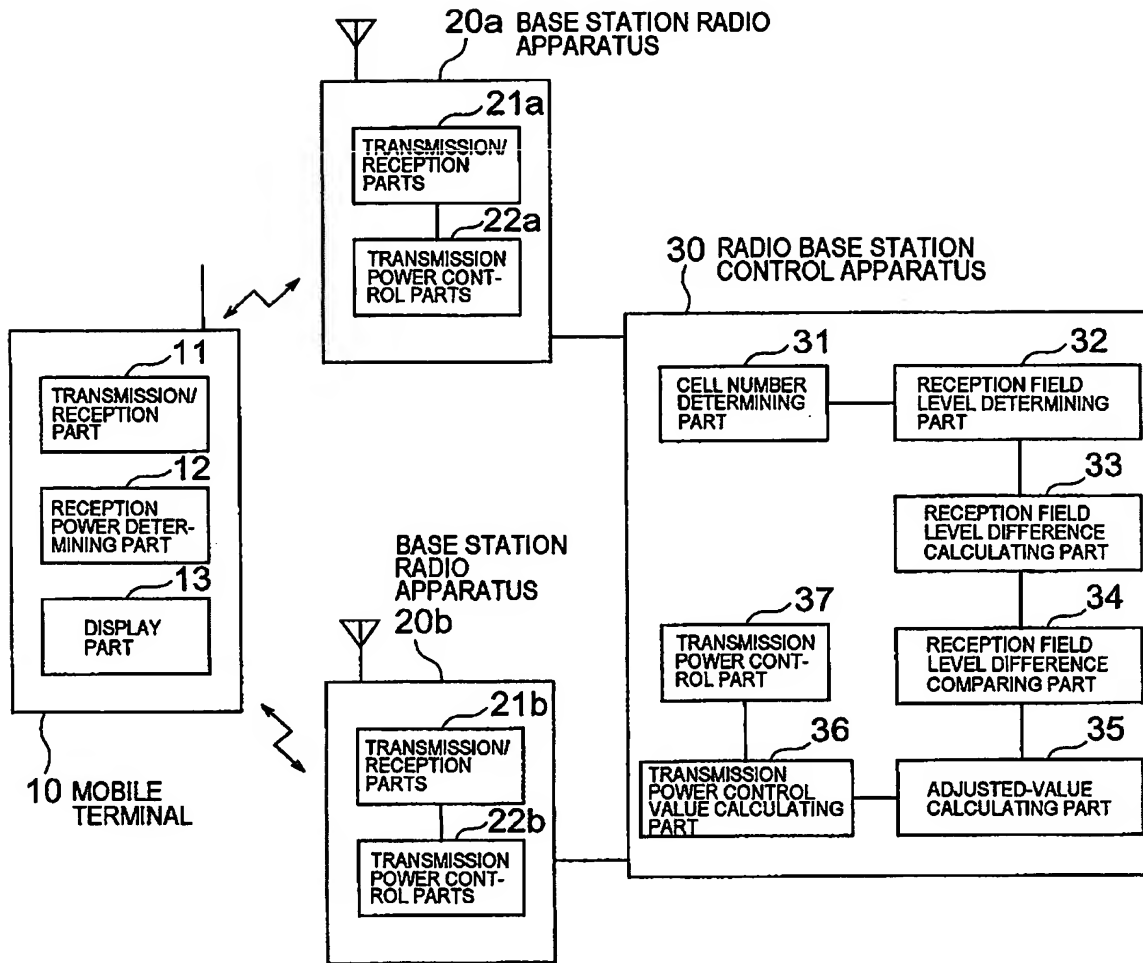 20a BASE STATION RADIO
APPARATUS
21a
TRANSMISSION/
RECEPTION
PARTS
22a
TRANSMISSION
POWER CONT-
ROL PARTS
11
TRANSMISSION/
RECEPTION
PART
12
RECEPTION
POWER DETER-
MINING PART
13
DISPLAY
PART
10 MOBILE
TERMINAL
BASE STATION
RADIO
APPARATUS
20b
21b
TRANSMISSION/
RECEPTION
PARTS
22b
TRANSMISSION
POWER CONT-
ROL PARTS
30 RADIO BASE STATION
CONTROL APPARATUS
31
CELL NUMBER
DETERMINING
PART
32
RECEPTION FIELD
LEVEL DETERMINING
PART
33
RECEPTION FIELD
LEVEL DIFFERENCE
CALCULATING PART
34
RECEPTION FIELD
LEVEL DIFFERENCE
COMPARING PART
35
ADJUSTED-VALUE
CALCULATING PART
36
TRANSMISSION
POWER CONTROL
VALUE CALCULATING
PART
37
TRANSMISSION
POWER CONT-
ROL PART